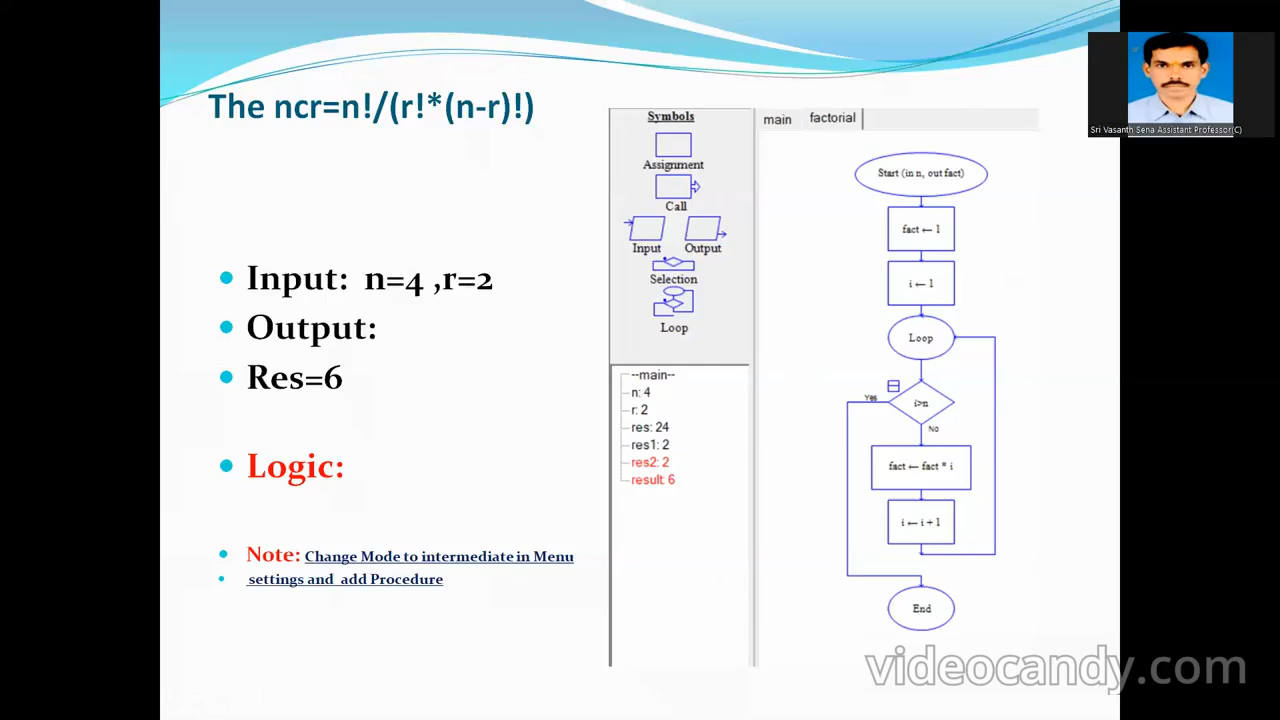 The ncr=n!/(r!*(n-r)!)
Input: n=4 ,r=2
Output:
Res=6
Logic:
Note: Change Mode to intermediate in Menu
settings and add Procedure
Symbols
Assignment
Call
Input
Output
Selection
Loop
--main--
n: 4
r: 2
res: 24
res1: 2
res2: 2
result: 6
main
factorial
Start (in n, out fact)
fact ← 1
i ← 1
Loop
i>n
Yes
No
fact ← fact * i
i ← i + 1
End
Sri Vasanth Sena Assistant Professor(C)
videocandy.com